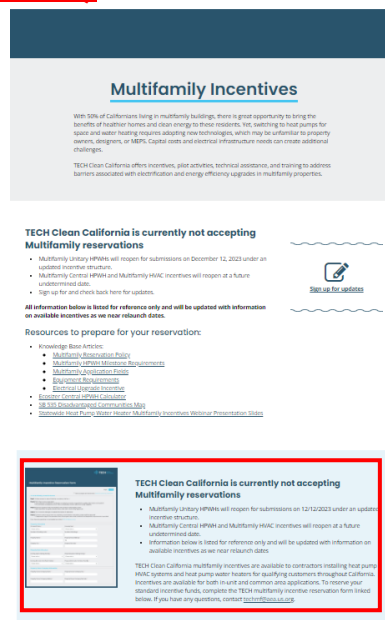 Multifamily Incentives
With 50% of Californians living in multifamily buildings, there is great opportunity to bring the
benefits of healthier homes and clean energy to these residents. Yet, switching to heat pumps for
space and water heating requires adopting new technologies, which may be unfamiliar to property
owners, designers, or MEPS. Capital costs and electrical infrastructure needs can create additional
challenges.
TECH Clean California offers incentives, pilot activities, technical assistance, and training to address
barriers associated with electrification and energy efficiency upgrades in multifamily properties.
TECH Clean California is currently not accepting
Multifamily reservations
• Multifamily Unitary HPWHs will reopen for submissions on December 12, 2023 under an
updated incentive structure.
• Multifamily Central HPWH and Multifamily HVAC incentives will reopen at a future
undetermined date.
• Sign up for and check back here for updates.
Sign up for updates
All information below is listed for reference only and will be updated with information
on available incentives as we near relaunch dates.
Resources to prepare for your reservation:
• Knowledge Base Articles:
• Multifamily Reservation Policy
• Multifamily HPWH Milestone Requirements
• Multifamily Application Fields
• Equipment Requirements
• Electrical Upgrade Incentive
• Ecosizer Central HPWH Calculator
• SB 535 Disadvantaged Communities Map
• Statewide Heat Pump Water Heater Multifamily Incentives Webinar Presentation Slides
TECH Clean California is currently not accepting
Multifamily reservations
• Multifamily Unitary HPWHs will reopen for submissions on 12/12/2023 under an updated
incentive structure.
• Multifamily Central HPWH and Multifamily HVAC incentives will reopen at a future
undetermined date.
• Information below is listed for reference only and will be updated with information on
available incentives as we near relaunch dates
TECH Clean California multifamily incentives are available to contractors installing heat pump
HVAC systems and heat pump water heaters for qualifying customers throughout California.
Incentives are available for both in-unit and common area applications. To reserve your
standard incentive funds, complete the TECH multifamily incentive reservation form linked
below. If you have any questions, contact techmf@aea.us.org.